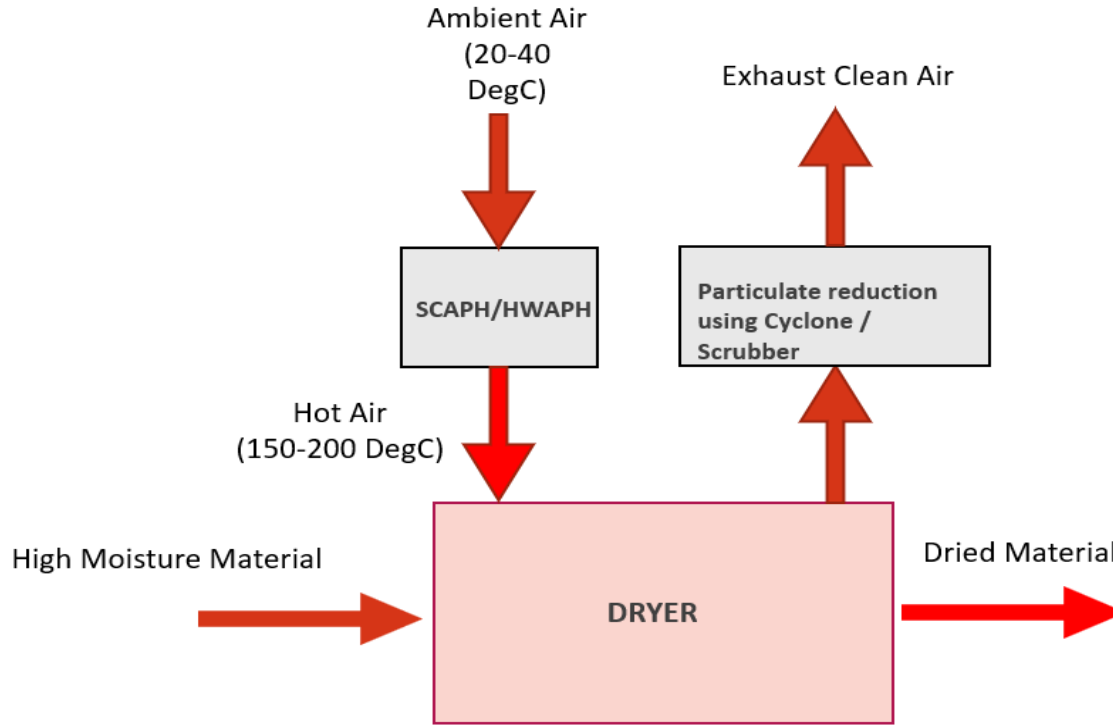 Ambient Air
(20-40
DegC)
Exhaust Clean Air
SCAPH/HWAPH
Particulate reduction
using Cyclone /
Scrubber
Hot Air
(150-200 DegC)
High Moisture Material
DRYER
Dried Material